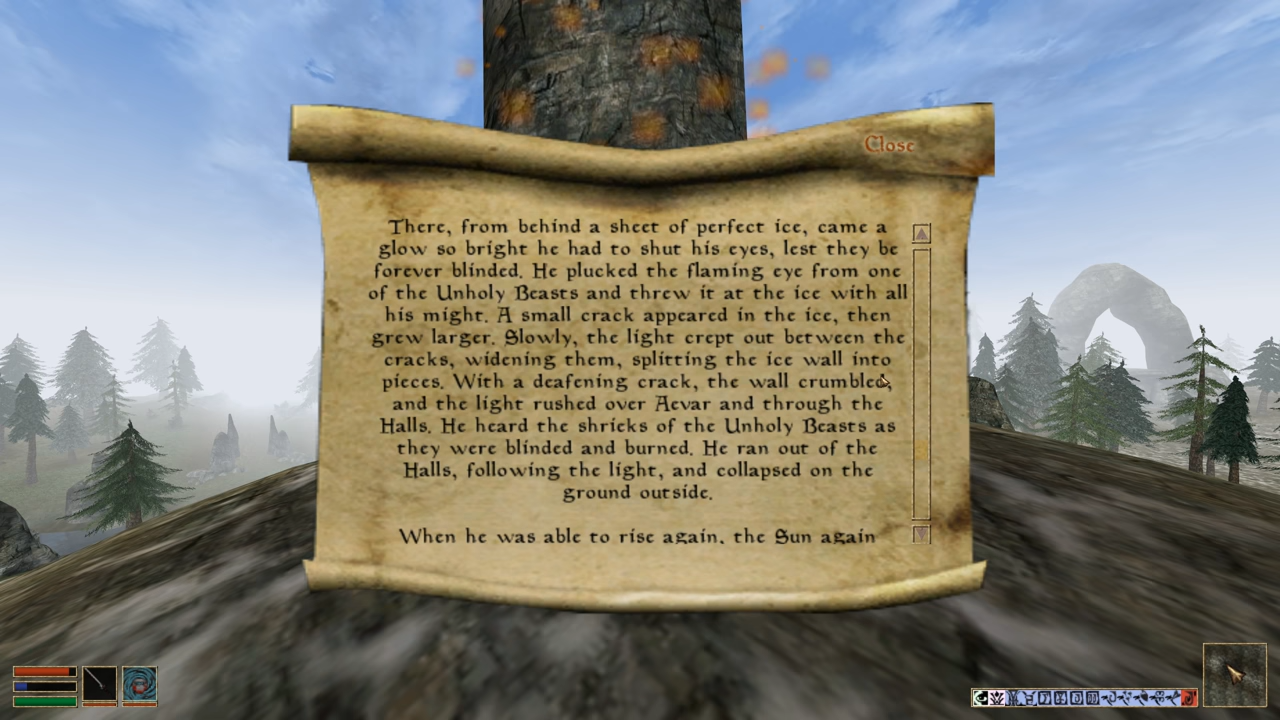 Close
There, from behind a sheet of perfect ice, came a
glow so bright he had to shut his eyes, lest they be
forever blinded. He plucked the flaming eye from one
of the Unholy Beasts and threw it at the ice with all
his might. A small crack appeared in the ice, then
grew larger. Slowly, the light crept out between the
cracks, widening them, splitting the ice wall into
pieces. With a deafening crack, the wall crumbled,
and the light rushed over Aevar and through the
Halls. He heard the shrieks of the Unholy Beasts as
they were blinded and burned. He ran out of the
Halls, following the light, and collapsed on the
ground outside.
When he was able to rise again, the Sun again